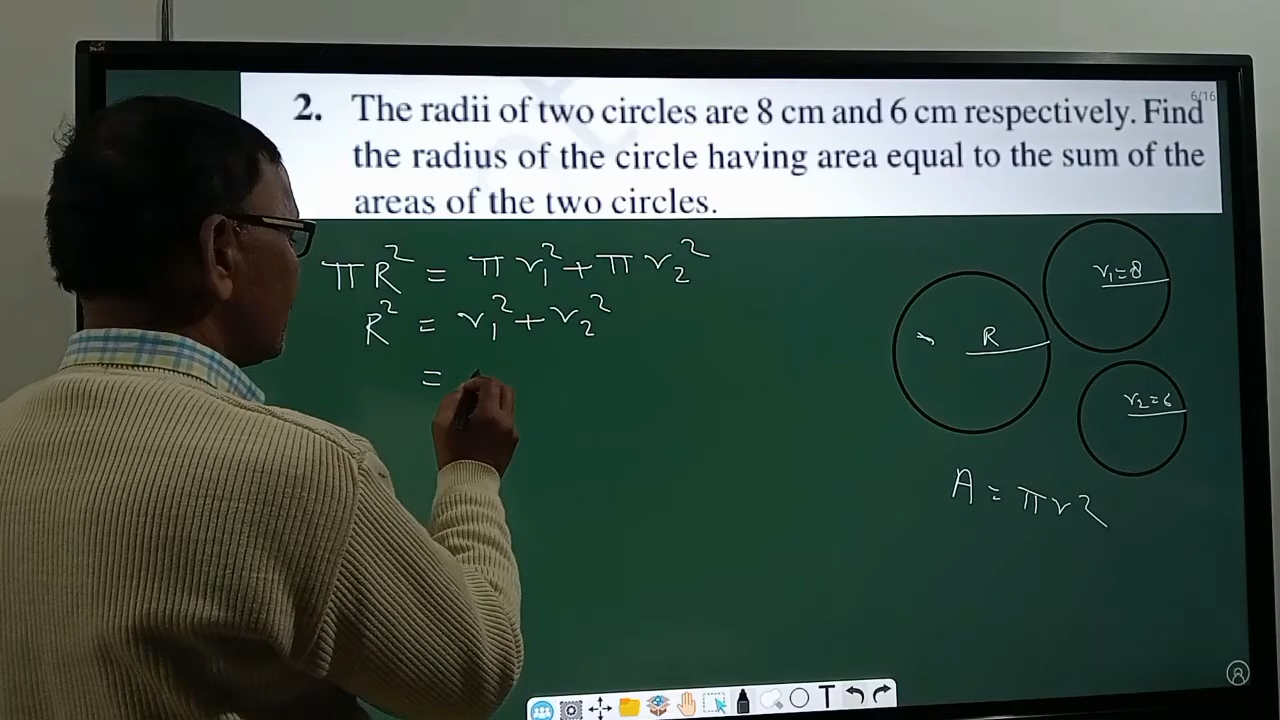 6/16
2. The radii of two circles are 8 cm and 6 cm respectively. Find
the radius of the circle having area equal to the sum of the
areas of the two circles.
πR² = πr₁² + πr₂²
R² = r₁² + r₂²
=
r₁=8
R
r₂=6
A = πr2
T